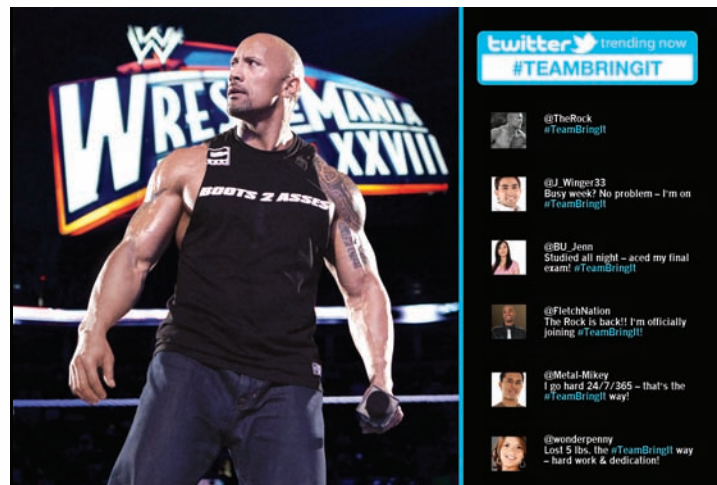 W
WRESTLEMANIA
XXVIII
BOOTS 2 ASSES
twitter trending now
#TEAMBRINGIT
@TheRock
#TeamBringIt
@J_Winger33
Busy week? No problem – I'm on
#TeamBringIt
@BU_Jenn
Studied all night – aced my final
exam! #TeamBringIt
@FletchNation
The Rock is back!! I'm officially
joining #TeamBringIt!
@Metal-Mikey
I go hard 24/7/365 – that's the
#TeamBringIt way!
@wonderpenny
Lost 5 lbs. the #TeamBringIt way
– hard work & dedication!